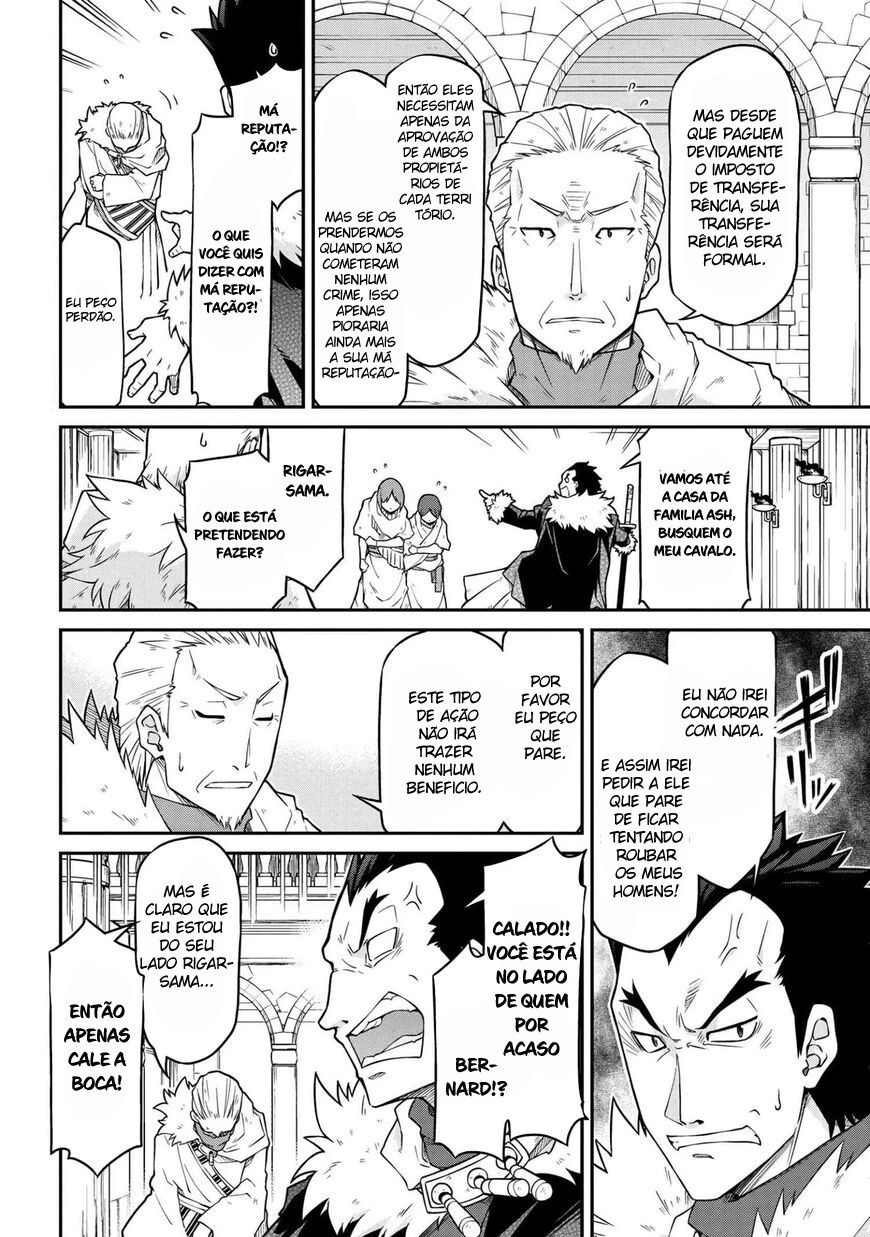 MAS DESDE
QUE PAGUEM
DEVIDAMENTE
O IMPOSTO
DE TRANSFE-
RÊNCIA, SUA
TRANSFE-
RÊNCIA SERÁ
FORMAL.
ENTÃO ELES
NECESSITAM
APENAS DA
APROVAÇÃO
DE AMBOS
PROPIETÁ-
RIOS DE
CADA TERRI
TÓRIO.
MAS SE OS
PRENDERMOS
QUANDO NÃO
COMETERAM
NENHUM
CRIME, ISSO
APENAS
PIORARIA
AINDA MAIS
A SUA MÁ
REPUTAÇÃO-
MÁ
REPUTA-
ÇÃO!?
O QUE
VOCÊ QUIS
DIZER COM
MÁ REPU-
TAÇÃO?!
EU PEÇO
PERDÃO.
VAMOS ATÉ
A CASA DA
FAMILIA ASH,
BUSQUEM O
MEU CAVALO.
RIGAR-
SAMA.
O QUE ESTÁ
PRETENDENDO
FAZER?
EU NÃO IREI
CONCORDAR
COM NADA.
E ASSIM IREI
PEDIR A ELE
QUE PARE
DE FICAR
TENTANDO
ROUBAR
OS MEUS
HOMENS!
POR
FAVOR
EU PEÇO
QUE
PARE.
ESTE TIPO
DE AÇÃO
NÃO IRÁ
TRAZER
NENHUM
BENEFICIO.
CALADO!!
VOCÊ ESTÁ
NO LADO
DE QUEM
POR
ACASO
BER-
NARD!?
MAS É
CLARO QUE
EU ESTOU
DO SEU
LADO RIGAR-
SAMA...
ENTÃO
APENAS
CALE A
BOCA!